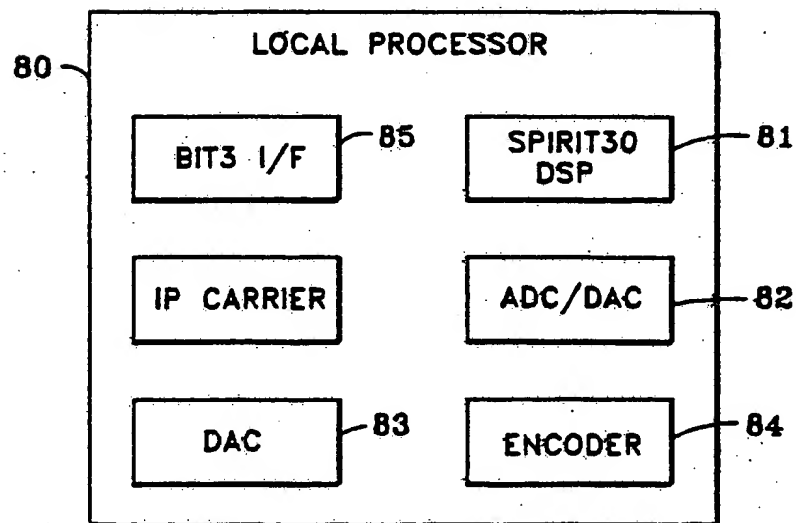 LOCAL PROCESSOR
80
BIT3 I/F
85
SPIRIT30
DSP
81
IP CARRIER
ADC/DAC
82
DAC
83
ENCODER
84